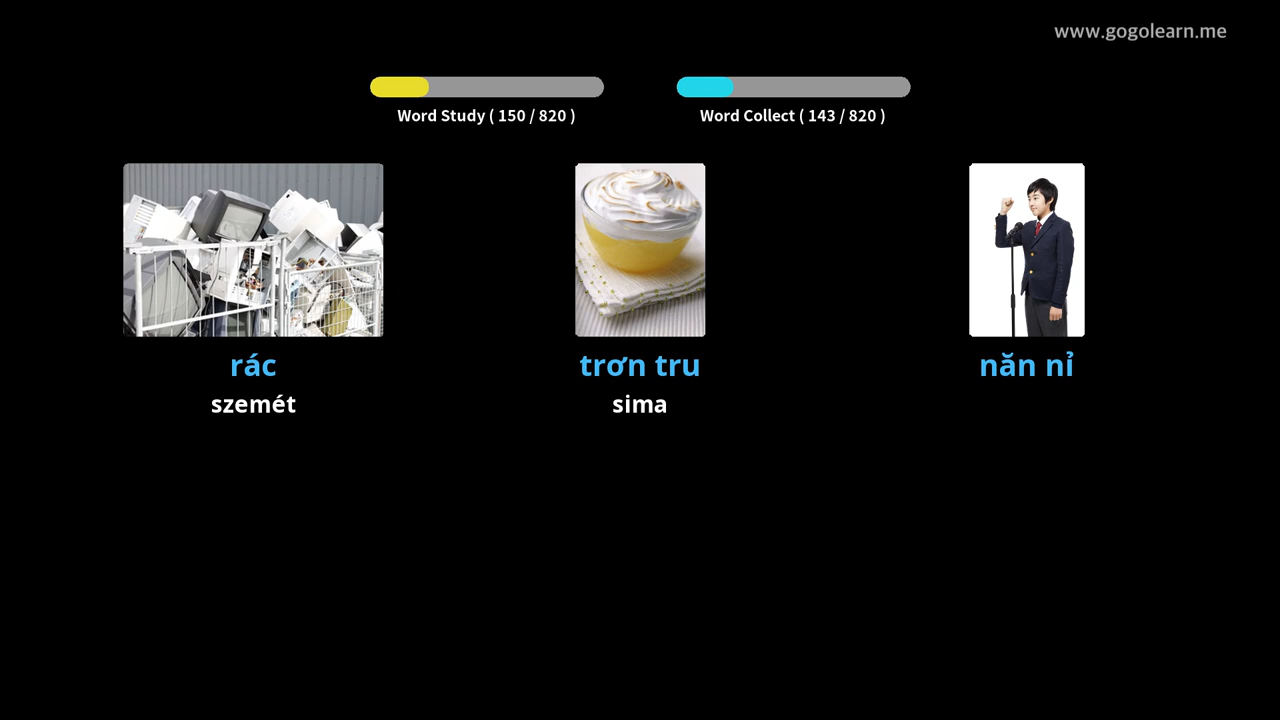 www.gogolearn.me
Word Study ( 150 / 820 )
Word Collect ( 143 / 820 )
rác
szemét
trơn tru
sima
năn nỉ